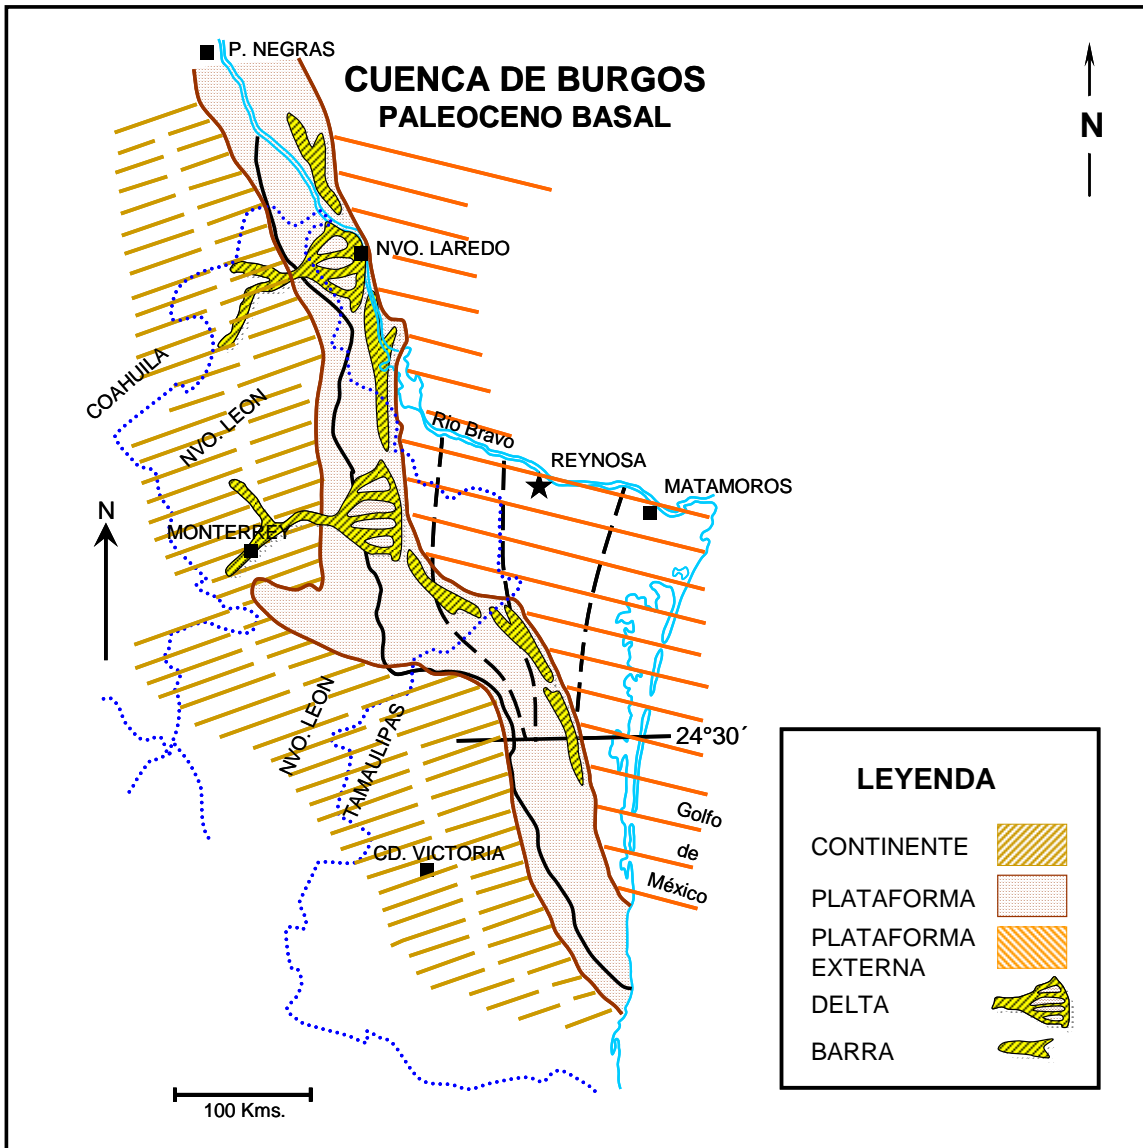 P. NEGRAS
CUENCA DE BURGOS
PALEOCENO BASAL
N
NVO. LAREDO
COAHUILA
NVO. LEON
Rio Bravo
REYNOSA
MATAMOROS
N
MONTERREY
NVO. LEON
TAMAULIPAS
24°30´
CD. VICTORIA
Golfo
de
México
LEYENDA
CONTINENTE
PLATAFORMA
PLATAFORMA
EXTERNA
DELTA
BARRA
100 Kms.